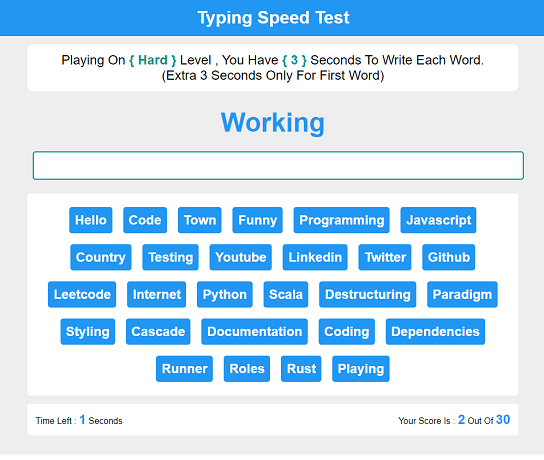 Typing Speed Test
Playing On { Hard } Level , You Have { 3 } Seconds To Write Each Word.
(Extra 3 Seconds Only For First Word)
Working
Hello Code Town Funny Programming Javascript
Country Testing Youtube Linkedin Twitter Github
Leetcode Internet Python Scala Destructuring Paradigm
Styling Cascade Documentation Coding Dependencies
Runner Roles Rust Playing
Time Left : 1 Seconds Your Score Is : 2 Out Of 30